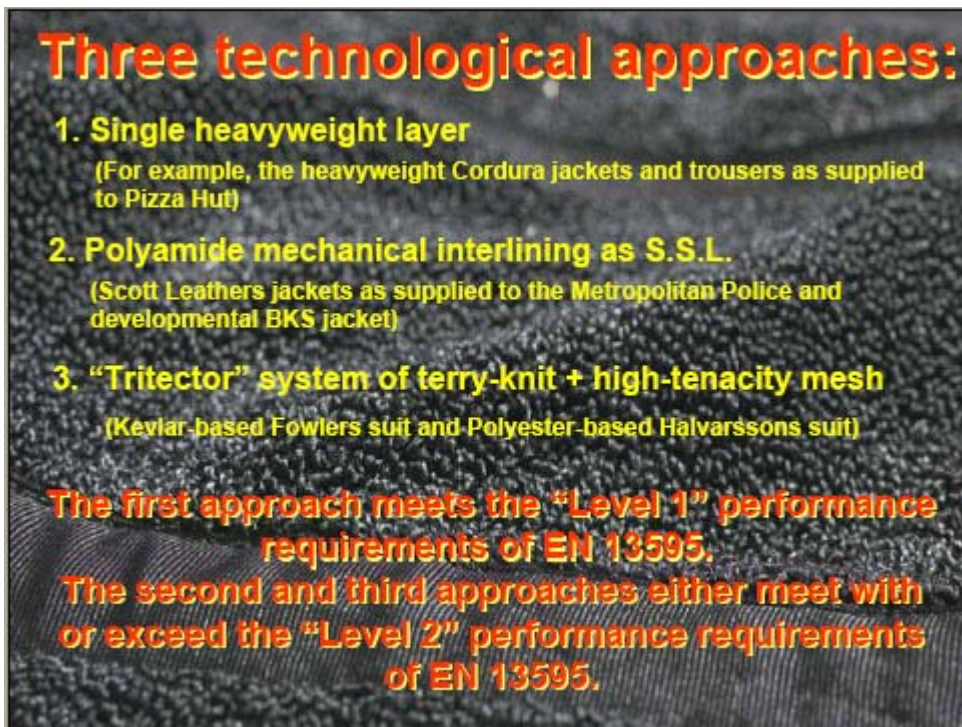 Three technological approaches:
1. Single heavyweight layer
(For example, the heavyweight Cordura jackets and trousers as supplied
to Pizza Hut)
2. Polyamide mechanical interlining as S.S.L.
(Scott Leathers jackets as supplied to the Metropolitan Police and
developmental BKS jacket)
3. “Tritector” system of terry-knit + high-tenacity mesh
(Kevlar-based Fowlers suit and Polyester-based Halvarssons suit)
The first approach meets the “Level 1” performance
requirements of EN 13595.
The second and third approaches either meet with
or exceed the “Level 2” performance requirements
of EN 13595.